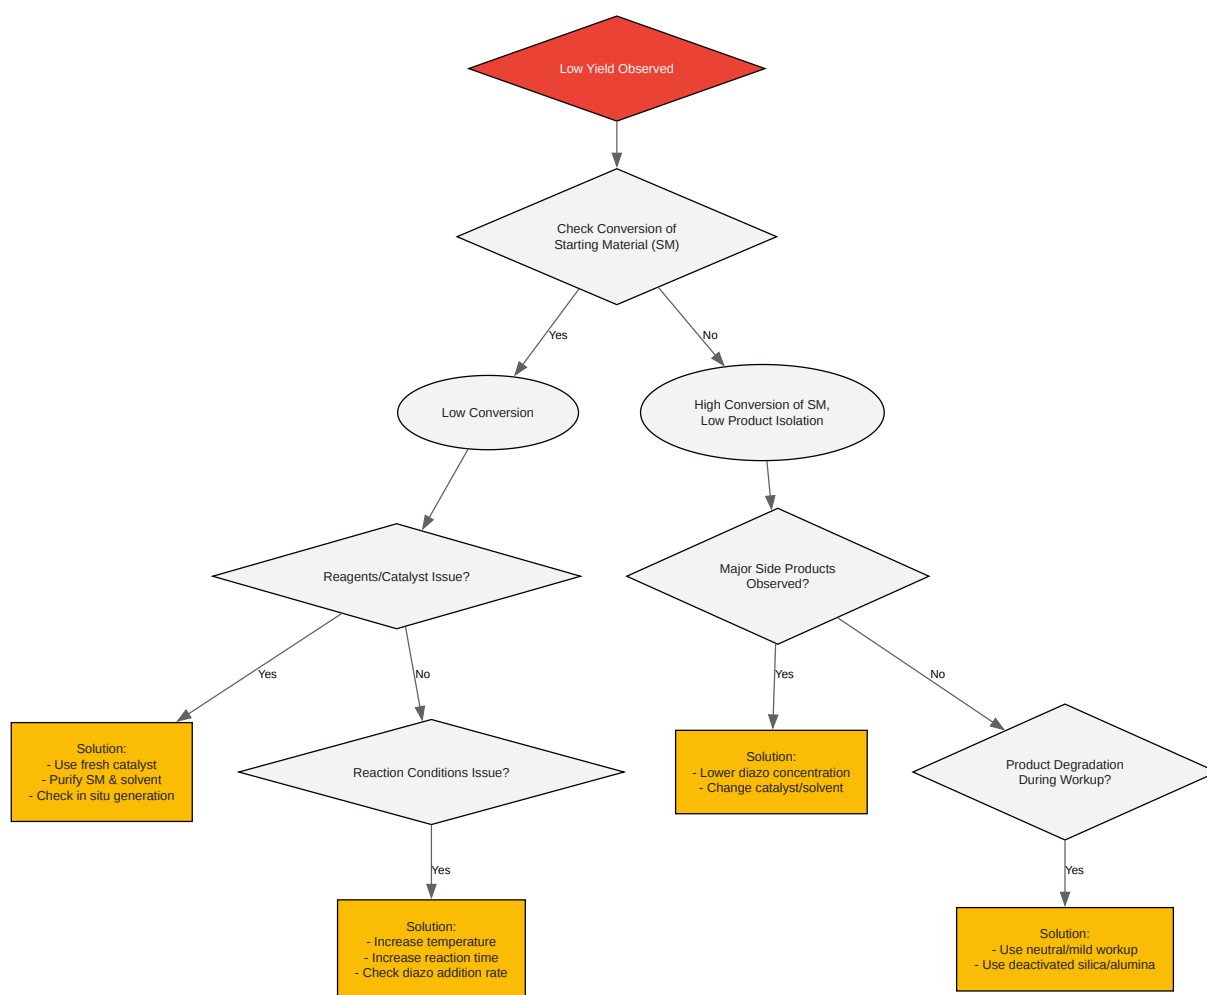 Low Yield Observed
Check Conversion of
Starting Material (SM)
Yes
No
Low Conversion
High Conversion of SM,
Low Product Isolation
Reagents/Catalyst Issue?
Major Side Products
Observed?
Yes
No
Yes
No
Solution:
- Use fresh catalyst
- Purify SM & solvent
- Check in situ generation
Reaction Conditions Issue?
Solution:
- Lower diazo concentration
- Change catalyst/solvent
Product Degradation
During Workup?
Yes
Yes
Solution:
- Increase temperature
- Increase reaction time
- Check diazo addition rate
Solution:
- Use neutral/mild workup
- Use deactivated silica/alumina